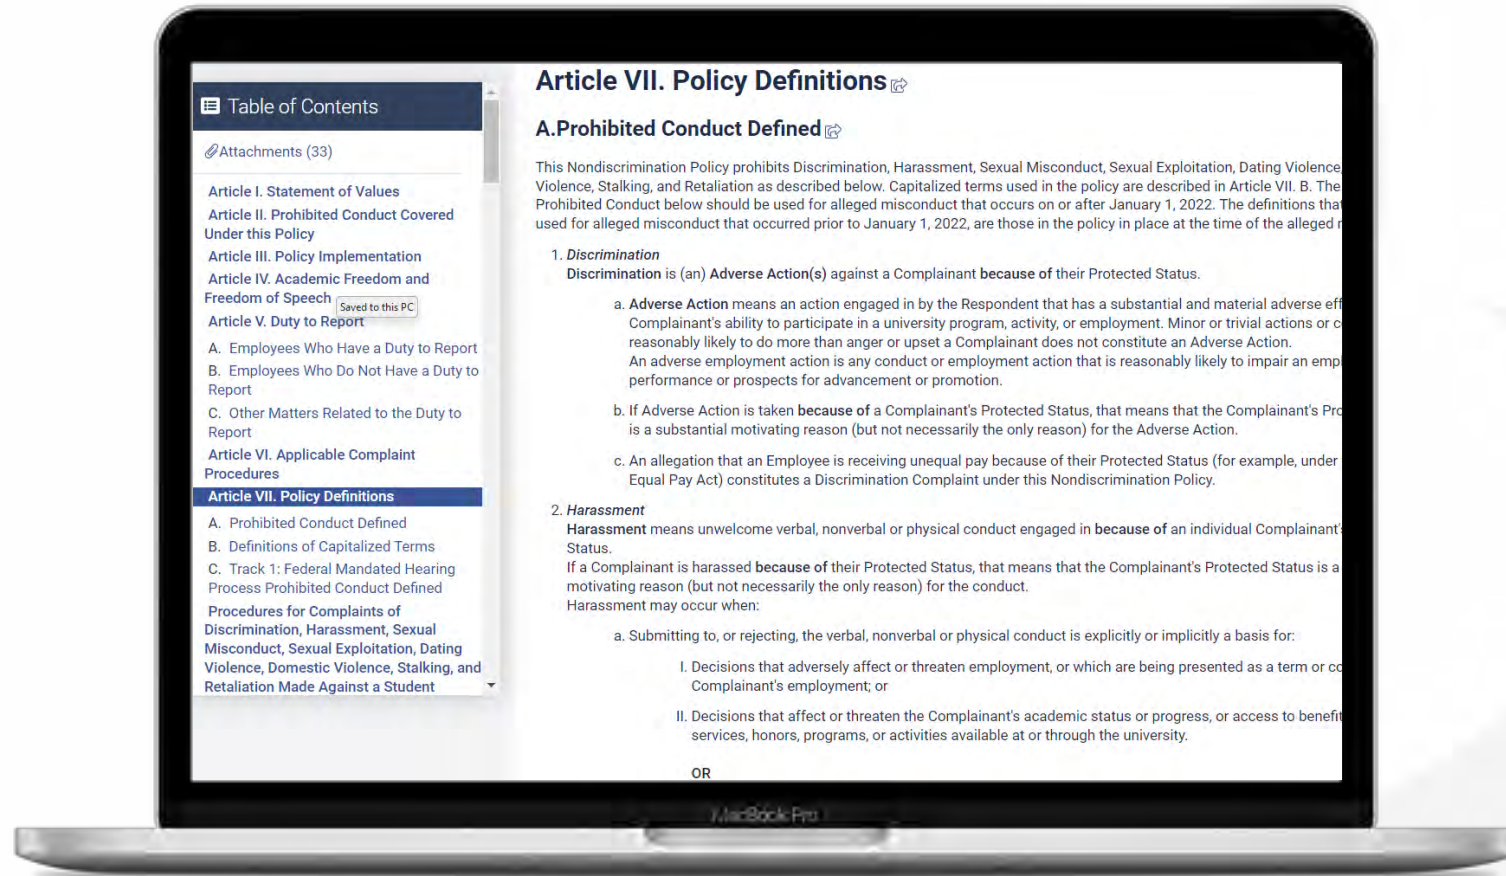 Table of Contents
Attachments (33)
Article I. Statement of Values
Article II. Prohibited Conduct Covered
Under this Policy
Article III. Policy Implementation
Article IV. Academic Freedom and
Freedom of Speech
Saved to this PC
Article V. Duty to Report
A. Employees Who Have a Duty to Report
B. Employees Who Do Not Have a Duty to
Report
C. Other Matters Related to the Duty to
Report
Article VI. Applicable Complaint
Procedures
Article VII. Policy Definitions
A. Prohibited Conduct Defined
B. Definitions of Capitalized Terms
C. Track 1: Federal Mandated Hearing
Process Prohibited Conduct Defined
Procedures for Complaints of
Discrimination, Harassment, Sexual
Misconduct, Sexual Exploitation, Dating
Violence, Domestic Violence, Stalking, and
Retaliation Made Against a Student
Article VII. Policy Definitions
A.Prohibited Conduct Defined
This Nondiscrimination Policy prohibits Discrimination, Harassment, Sexual Misconduct, Sexual Exploitation, Dating Violence,
Violence, Stalking, and Retaliation as described below. Capitalized terms used in the policy are described in Article VII. B. The
Prohibited Conduct below should be used for alleged misconduct that occurs on or after January 1, 2022. The definitions that
used for alleged misconduct that occurred prior to January 1, 2022, are those in the policy in place at the time of the alleged
1. Discrimination
Discrimination is (an) Adverse Action(s) against a Complainant because of their Protected Status.
a. Adverse Action means an action engaged in by the Respondent that has a substantial and material adverse eff
Complainant's ability to participate in a university program, activity, or employment. Minor or trivial actions or c
reasonably likely to do more than anger or upset a Complainant does not constitute an Adverse Action.
An adverse employment action is any conduct or employment action that is reasonably likely to impair an empl
performance or prospects for advancement or promotion.
b. If Adverse Action is taken because of a Complainant's Protected Status, that means that the Complainant's Pro
is a substantial motivating reason (but not necessarily the only reason) for the Adverse Action.
c. An allegation that an Employee is receiving unequal pay because of their Protected Status (for example, under
Equal Pay Act) constitutes a Discrimination Complaint under this Nondiscrimination Policy.
2. Harassment
Harassment means unwelcome verbal, nonverbal or physical conduct engaged in because of an individual Complainant's
Status.
If a Complainant is harassed because of their Protected Status, that means that the Complainant's Protected Status is a
motivating reason (but not necessarily the only reason) for the conduct.
Harassment may occur when:
a. Submitting to, or rejecting, the verbal, nonverbal or physical conduct is explicitly or implicitly a basis for:
I. Decisions that adversely affect or threaten employment, or which are being presented as a term or co
Complainant's employment; or
II. Decisions that affect or threaten the Complainant's academic status or progress, or access to benefit
services, honors, programs, or activities available at or through the university.
OR
MacBook Pro